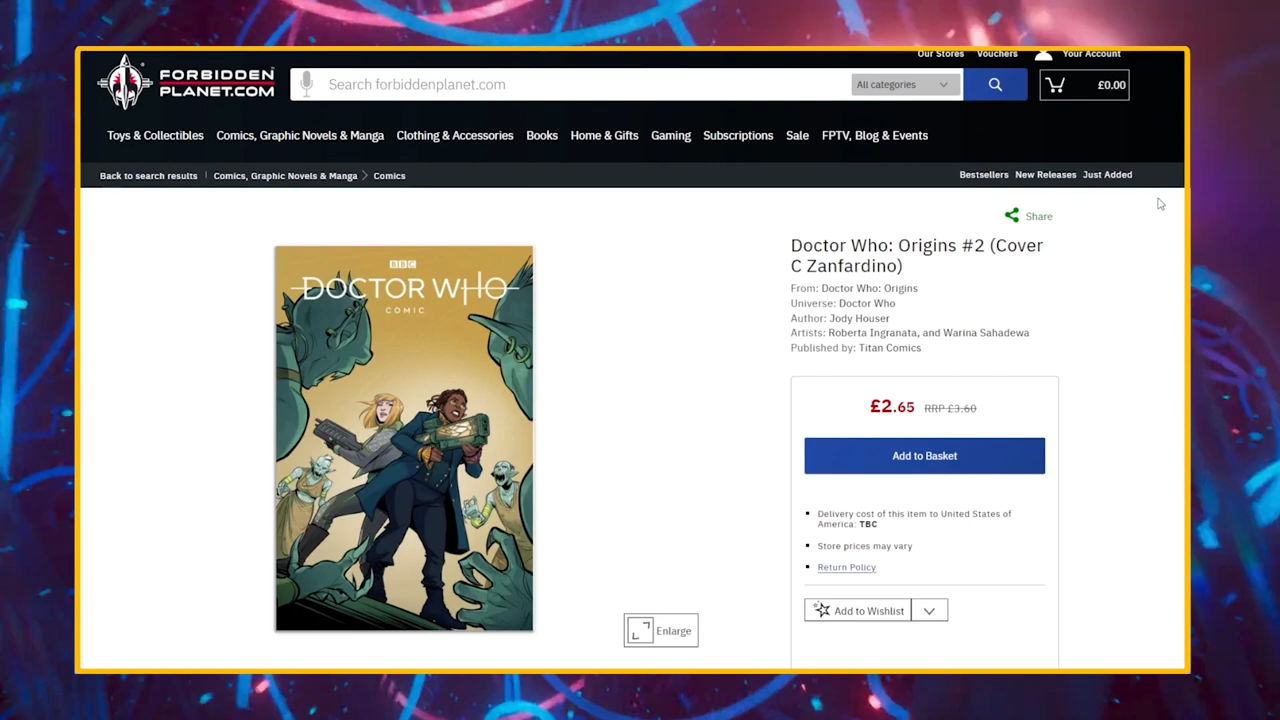 Our Stores Vouchers Your Account
FORBIDDEN
PLANET.COM
Search forbiddenplanet.com
All categories
£0.00
Toys & Collectibles Comics, Graphic Novels & Manga Clothing & Accessories Books Home & Gifts Gaming Subscriptions Sale FPTV, Blog & Events
Back to search results Comics, Graphic Novels & Manga Comics
Bestsellers New Releases Just Added
Share
BBC
DOCTOR WHO
COMIC
Enlarge
Doctor Who: Origins #2 (Cover
C Zanfardino)
From: Doctor Who: Origins
Universe: Doctor Who
Author: Jody Houser
Artists: Roberta Ingranata, and Warina Sahadewa
Published by: Titan Comics
£2.65 RRP £3.60
Add to Basket
Delivery cost of this item to United States of
America: TBC
Store prices may vary
Return Policy
Add to Wishlist